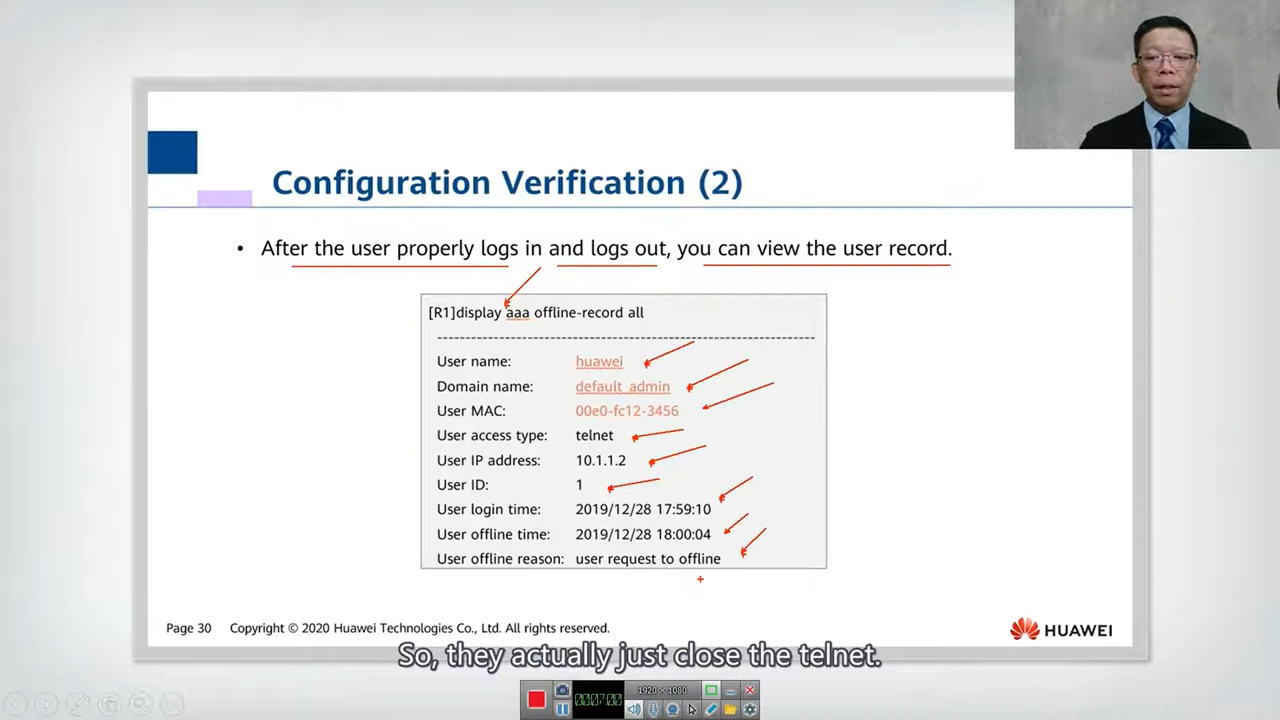 Configuration Verification (2)
• After the user properly logs in and logs out, you can view the user record.
[R1]display aaa offline-record all
--------------------------------------------------------------------------------
User name: huawei
Domain name: default_admin
User MAC: 00e0-fc12-3456
User access type: telnet
User IP address: 10.1.1.2
User ID: 1
User login time: 2019/12/28 17:59:10
User offline time: 2019/12/28 18:00:04
User offline reason: user request to offline
Page 30 Copyright © 2020 Huawei Technologies Co., Ltd. All rights reserved.
HUAWEI
So, they actually just close the telnet.
00:07:00 1920 × 1080